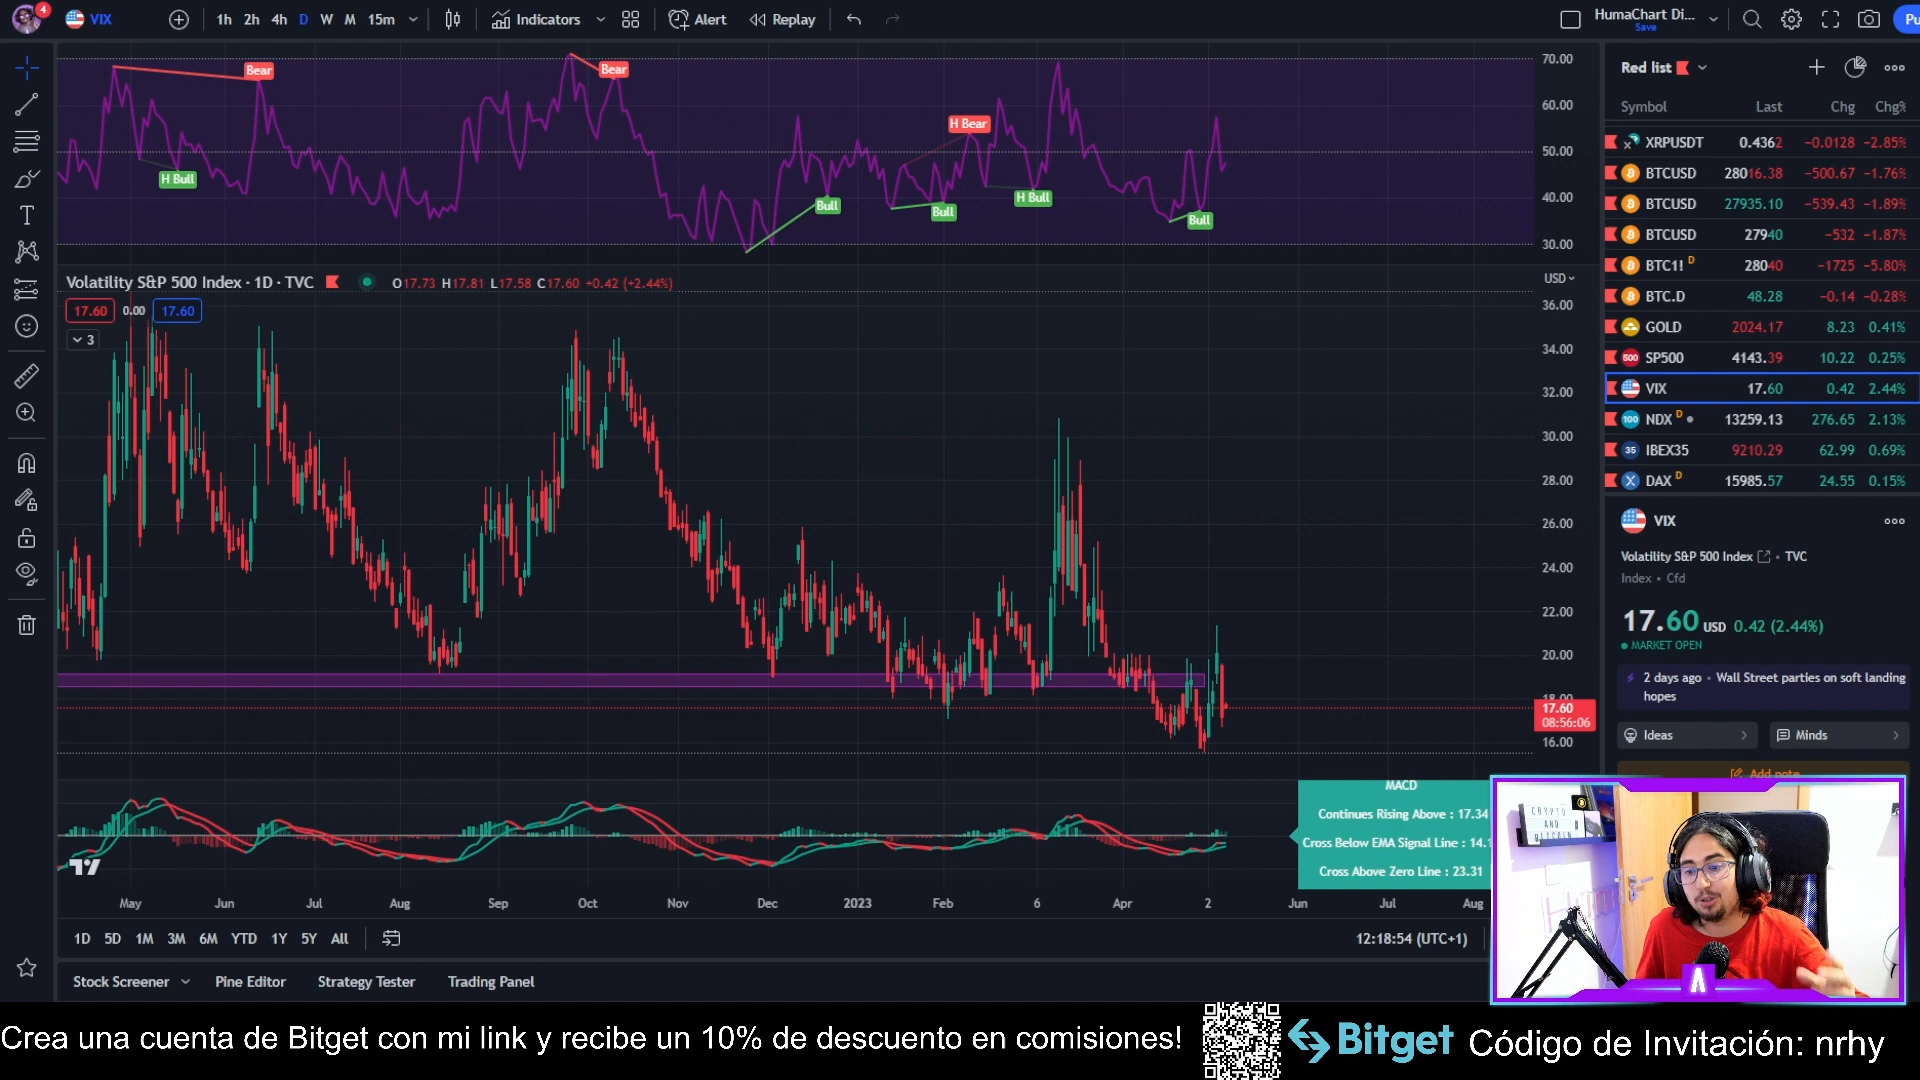 4
VIX
1h 2h 4h D W M 15m
Indicators
Alert
Replay
HumaChart Di...
Save
Pu
70.00
60.00
50.00
40.00
30.00
Bear
H Bull
Bear
Bull
Bull
H Bear
H Bull
Bull
Volatility S&P 500 Index · 1D · TVC
O17.73 H17.81 L17.58 C17.60 +0.42 (+2.44%)
17.60 0.00 17.60
3
USD
36.00
34.00
32.00
30.00
28.00
26.00
24.00
22.00
20.00
18.00
17.60
08:56:06
16.00
MACD
Continues Rising Above : 17.34
Cross Below EMA Signal Line : 14.1
Cross Above Zero Line : 23.31
May Jun Jul Aug Sep Oct Nov Dec 2023 Feb 6 Apr 2 Jun Jul Aug
1D 5D 1M 3M 6M YTD 1Y 5Y All
12:18:54 (UTC+1)
Stock Screener Pine Editor Strategy Tester Trading Panel
Red list
Symbol Last Chg Chg%
XRPUSDT 0.4362 −0.0128 −2.85%
BTCUSD 28016.38 −500.67 −1.76%
BTCUSD 27935.10 −539.43 −1.89%
BTCUSD 27940 −532 −1.87%
BTC1! D 28040 −1725 −5.80%
BTC.D 48.28 −0.14 −0.28%
GOLD 2024.17 8.23 0.41%
500 SP500 4143.39 10.22 0.25%
VIX 17.60 0.42 2.44%
100 NDX D 13259.13 276.65 2.13%
35 IBEX35 9210.29 62.99 0.69%
DAX D 15985.57 24.55 0.15%
VIX
Volatility S&P 500 Index • TVC
Index • Cfd
17.60 USD 0.42 (2.44%)
MARKET OPEN
2 days ago • Wall Street parties on soft landing
hopes
Ideas
Minds
Add note
CRYPTO
AND
BITCOIN
Crea una cuenta de Bitget con mi link y recibe un 10% de descuento en comisiones!
Bitget
Código de Invitación: nrhy